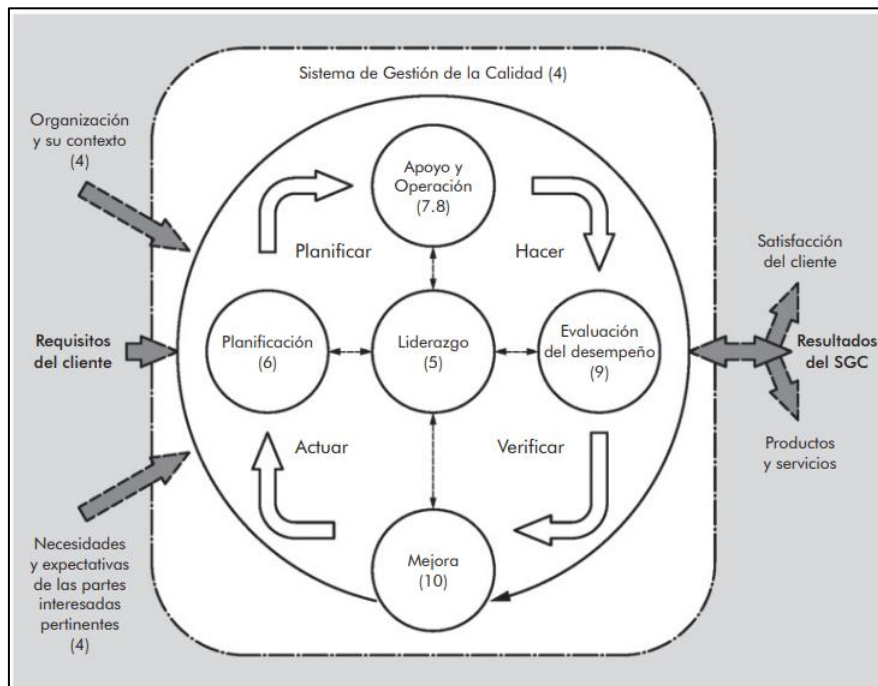 Sistema de Gestión de la Calidad (4)
Organización
y su contexto
(4)
Apoyo y
Operación
(7.8)
Planificar
Hacer
Satisfacción
del cliente
Requisitos
del cliente
Planificación
(6)
Liderazgo
(5)
Evaluación
del desempeño
(9)
Resultados
del SGC
Actuar
Verificar
Productos
y servicios
Mejora
(10)
Necesidades
y expectativas
de las partes
interesadas
pertinentes
(4)